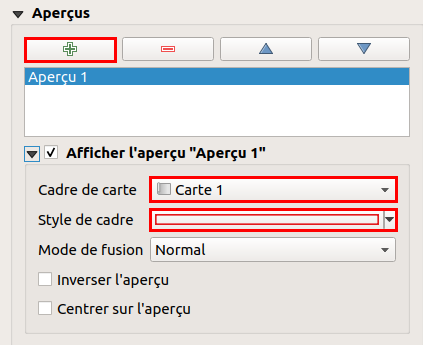 Aperçus
Aperçu 1
Afficher l'aperçu "Aperçu 1"
Cadre de carte Carte 1
Style de cadre
Mode de fusion Normal
Inverser l'aperçu
Centrer sur l'aperçu